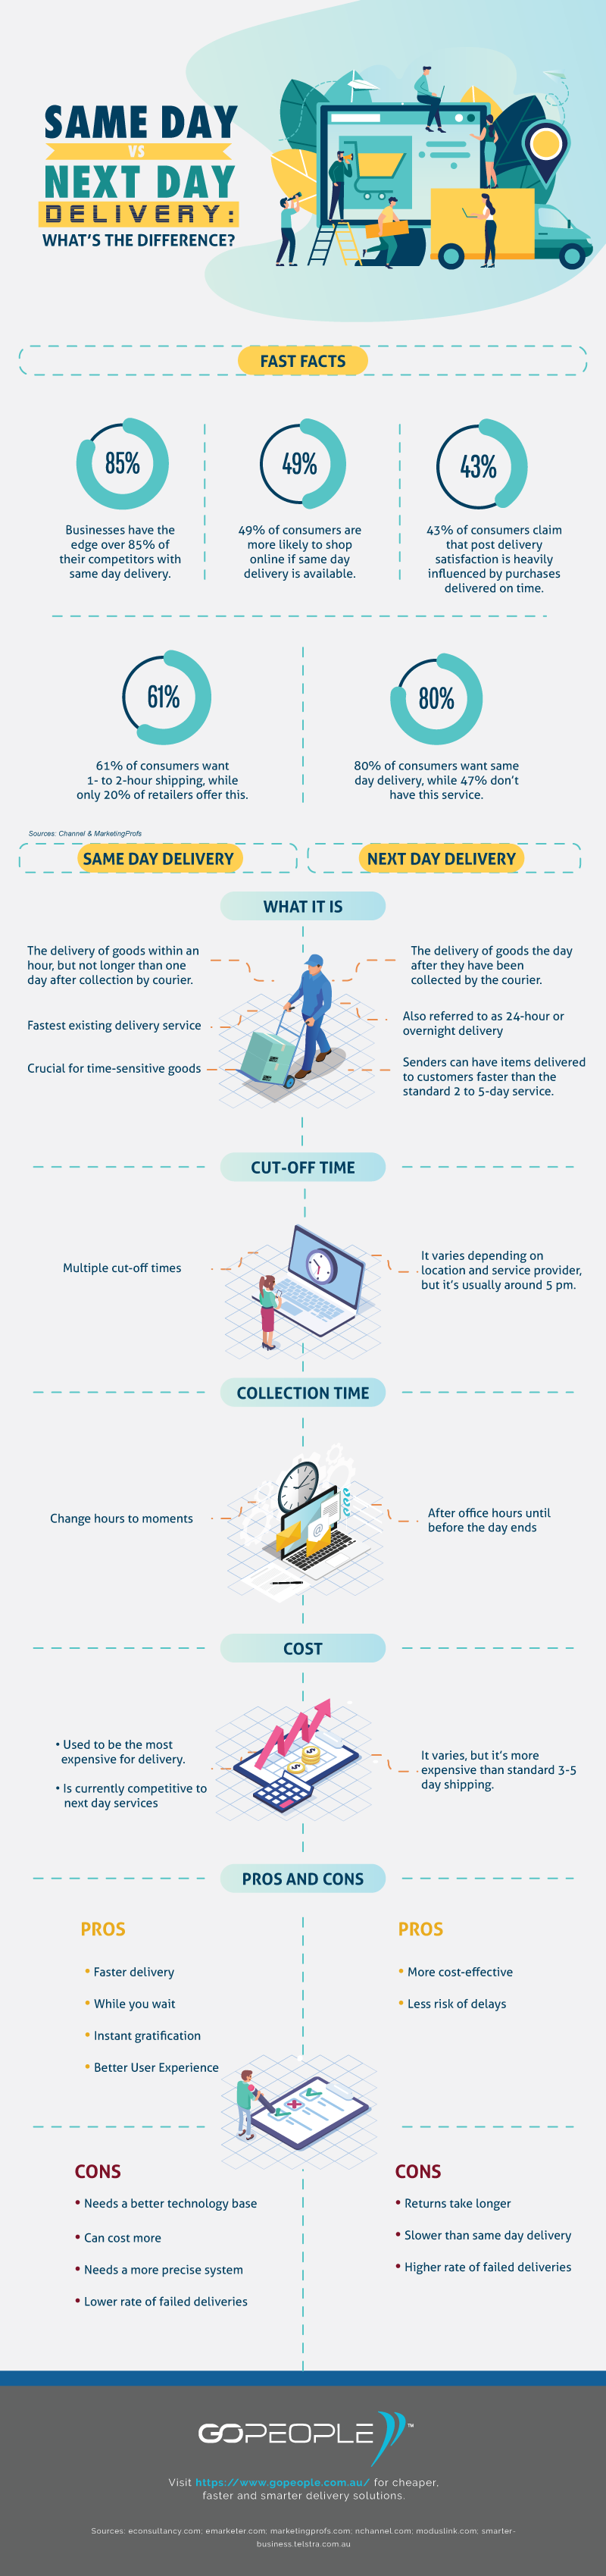 SAME DAY
VS
NEXT DAY
DELIVERY:
WHAT'S THE DIFFERENCE?
FAST FACTS
85%
Businesses have the
edge over 85% of
their competitors with
same day delivery.
49%
49% of consumers are
more likely to shop
online if same day
delivery is available.
43%
43% of consumers claim
that post delivery
satisfaction is heavily
influenced by purchases
delivered on time.
61%
61% of consumers want
1- to 2-hour shipping, while
only 20% of retailers offer this.
80%
80% of consumers want same
day delivery, while 47% don't
have this service.
Sources: Channel & MarketingProfs
SAME DAY DELIVERY
NEXT DAY DELIVERY
WHAT IT IS
The delivery of goods within an
hour, but not longer than one
day after collection by courier.
Fastest existing delivery service
Crucial for time-sensitive goods
The delivery of goods the day
after they have been
collected by the courier.
Also referred to as 24-hour or
overnight delivery
Senders can have items delivered
to customers faster than the
standard 2 to 5-day service.
CUT-OFF TIME
Multiple cut-off times
It varies depending on
location and service provider,
but it's usually around 5 pm.
COLLECTION TIME
Change hours to moments
After office hours until
before the day ends
@
COST
• Used to be the most
expensive for delivery.
• Is currently competitive to
next day services
It varies, but it's more
expensive than standard 3-5
day shipping.
PROS AND CONS
PROS
• Faster delivery
• While you wait
• Instant gratification
• Better User Experience
PROS
• More cost-effective
• Less risk of delays
CONS
• Needs a better technology base
• Can cost more
• Needs a more precise system
• Lower rate of failed deliveries
CONS
• Returns take longer
• Slower than same day delivery
• Higher rate of failed deliveries
GOPEOPLE ™
Visit https://www.gopeople.com.au/ for cheaper,
faster and smarter delivery solutions.
Sources: econsultancy.com; emarketer.com; marketingprofs.com; nchannel.com; moduslink.com; smarter-
business.telstra.com.au